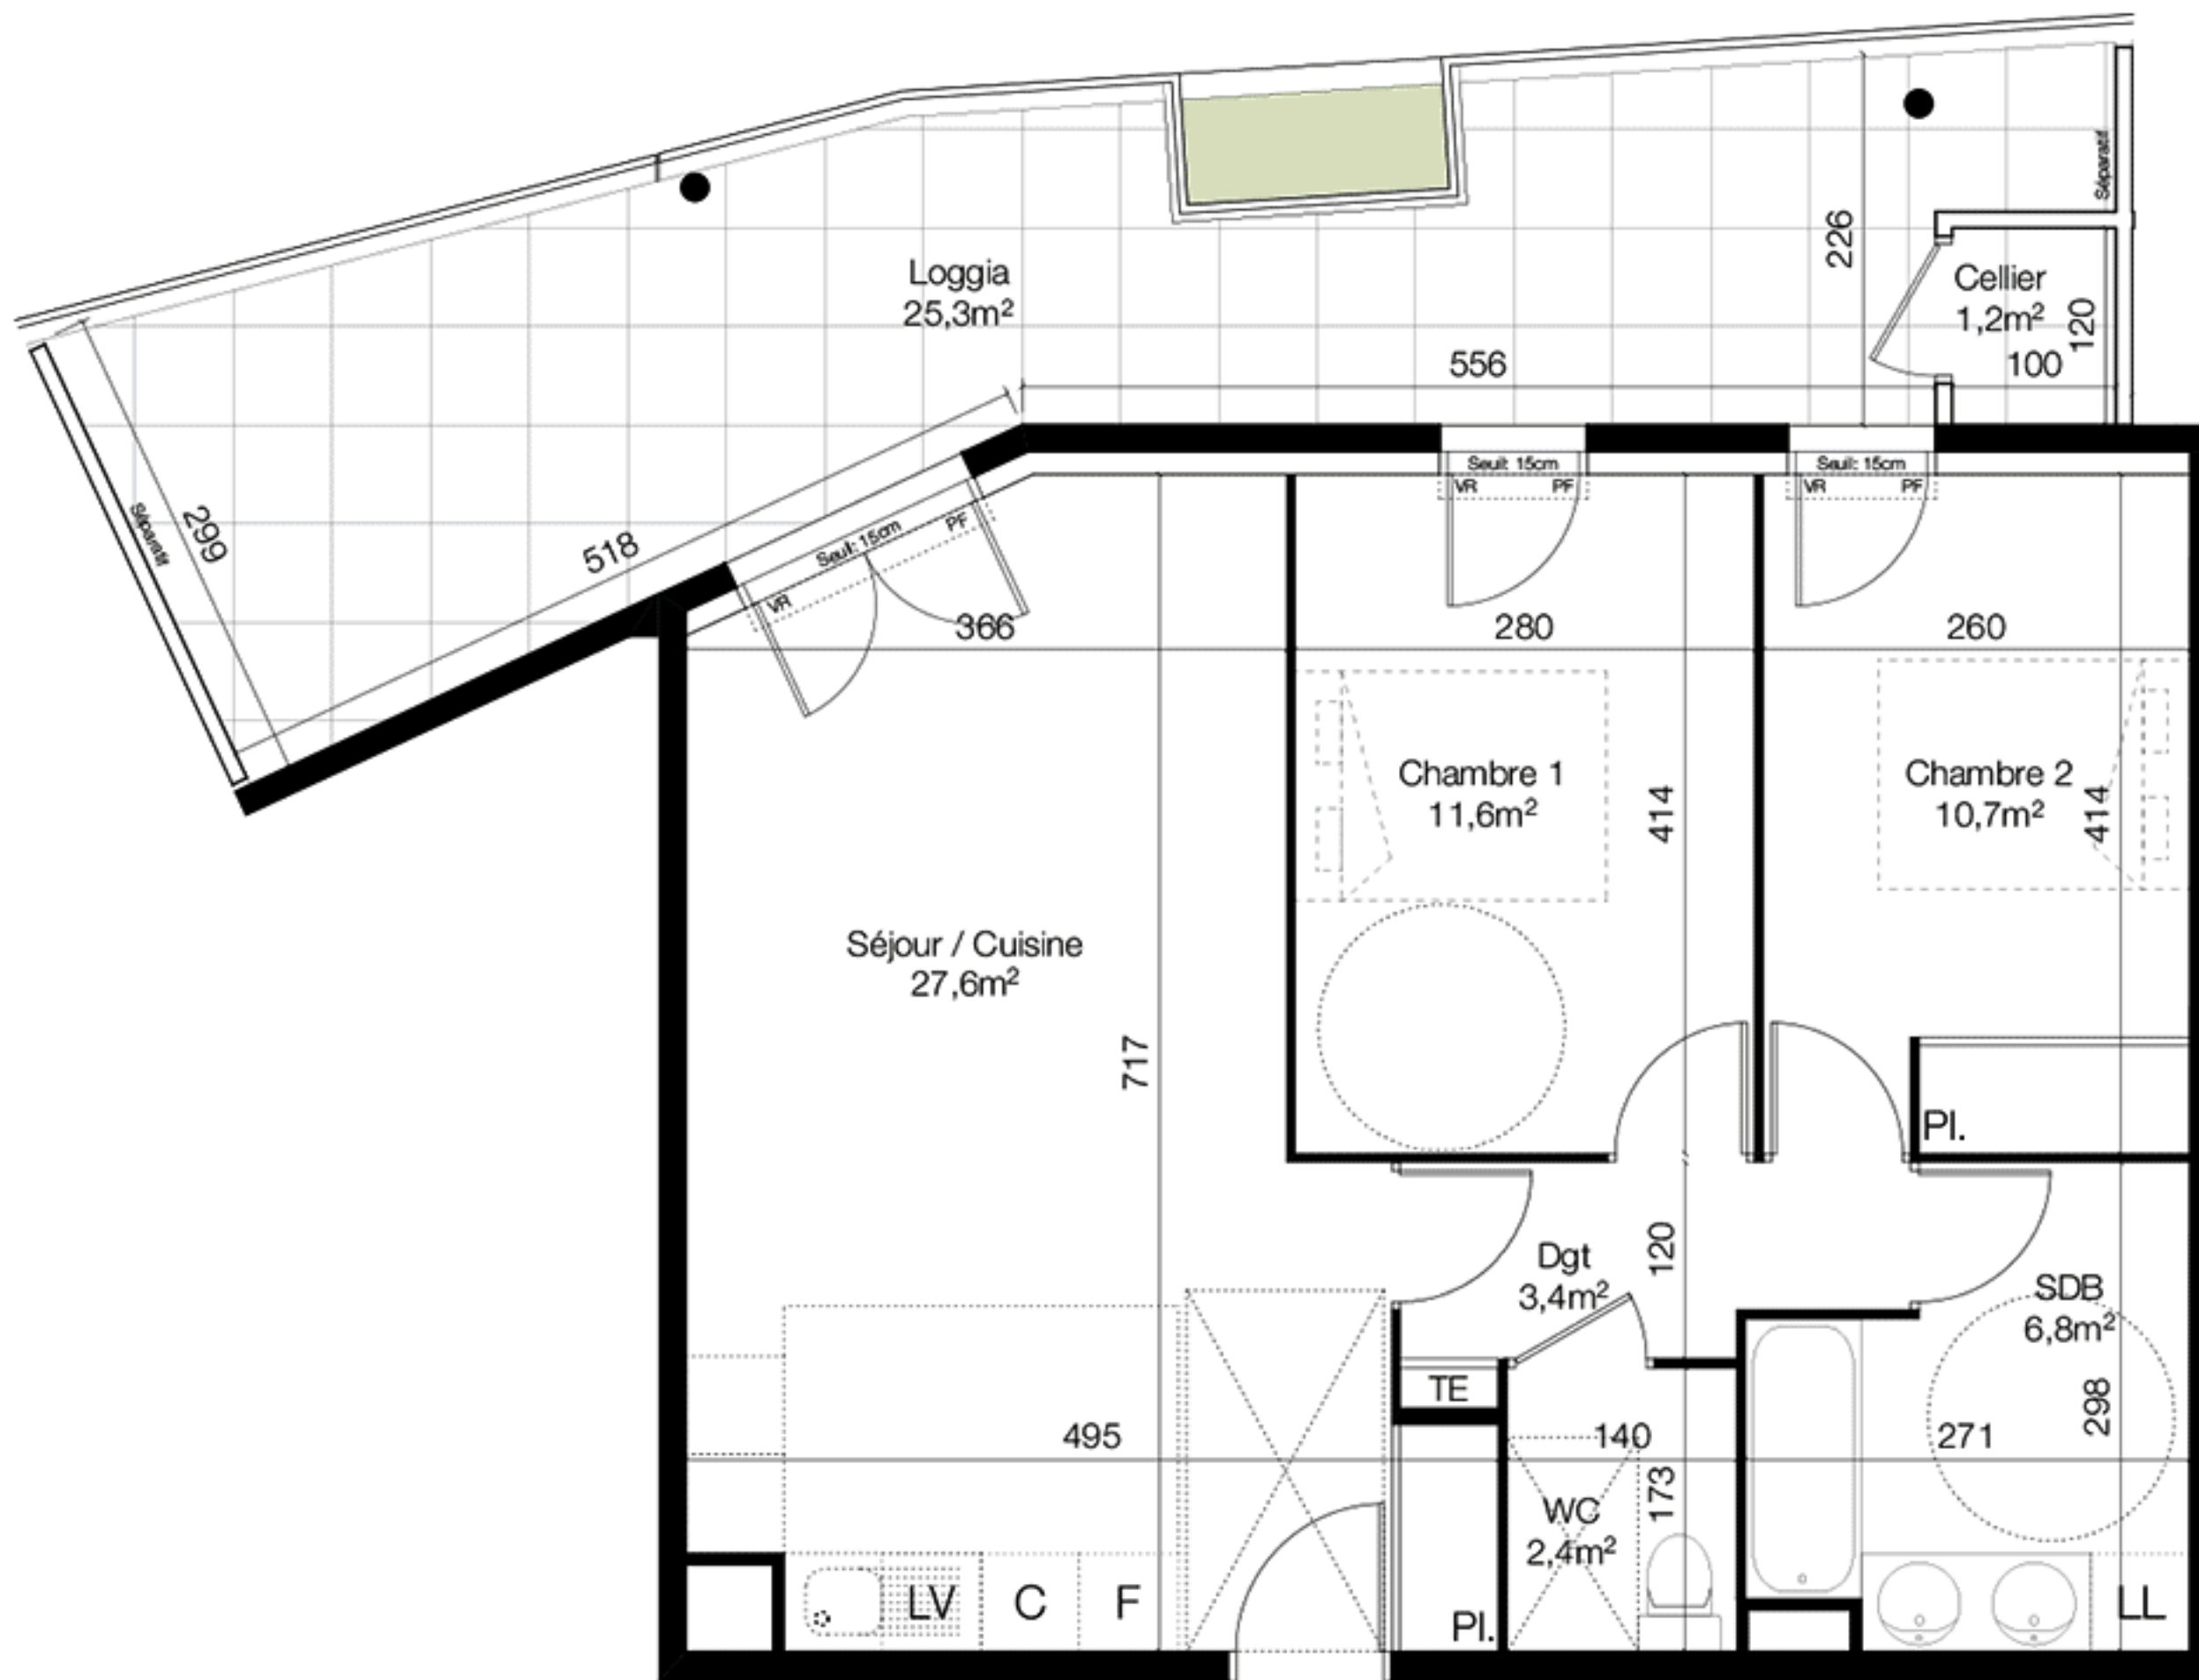 Séparatif
Loggia
25,3m²
226
Cellier
1,2m²
120
100
556
299
Séparatif
518
Seuil: 15cm
VR
PF
Seuil: 15cm
VR
PF
Seuil: 15cm
VR
PF
366
280
260
Chambre 1
11,6m²
414
Chambre 2
10,7m²
414
Séjour / Cuisine
27,6m²
717
Pl.
Dgt
3,4m²
120
SDB
6,8m²
TE
495
140
271
298
WC
2,4m²
173
LV
C
F
Pl.
LL